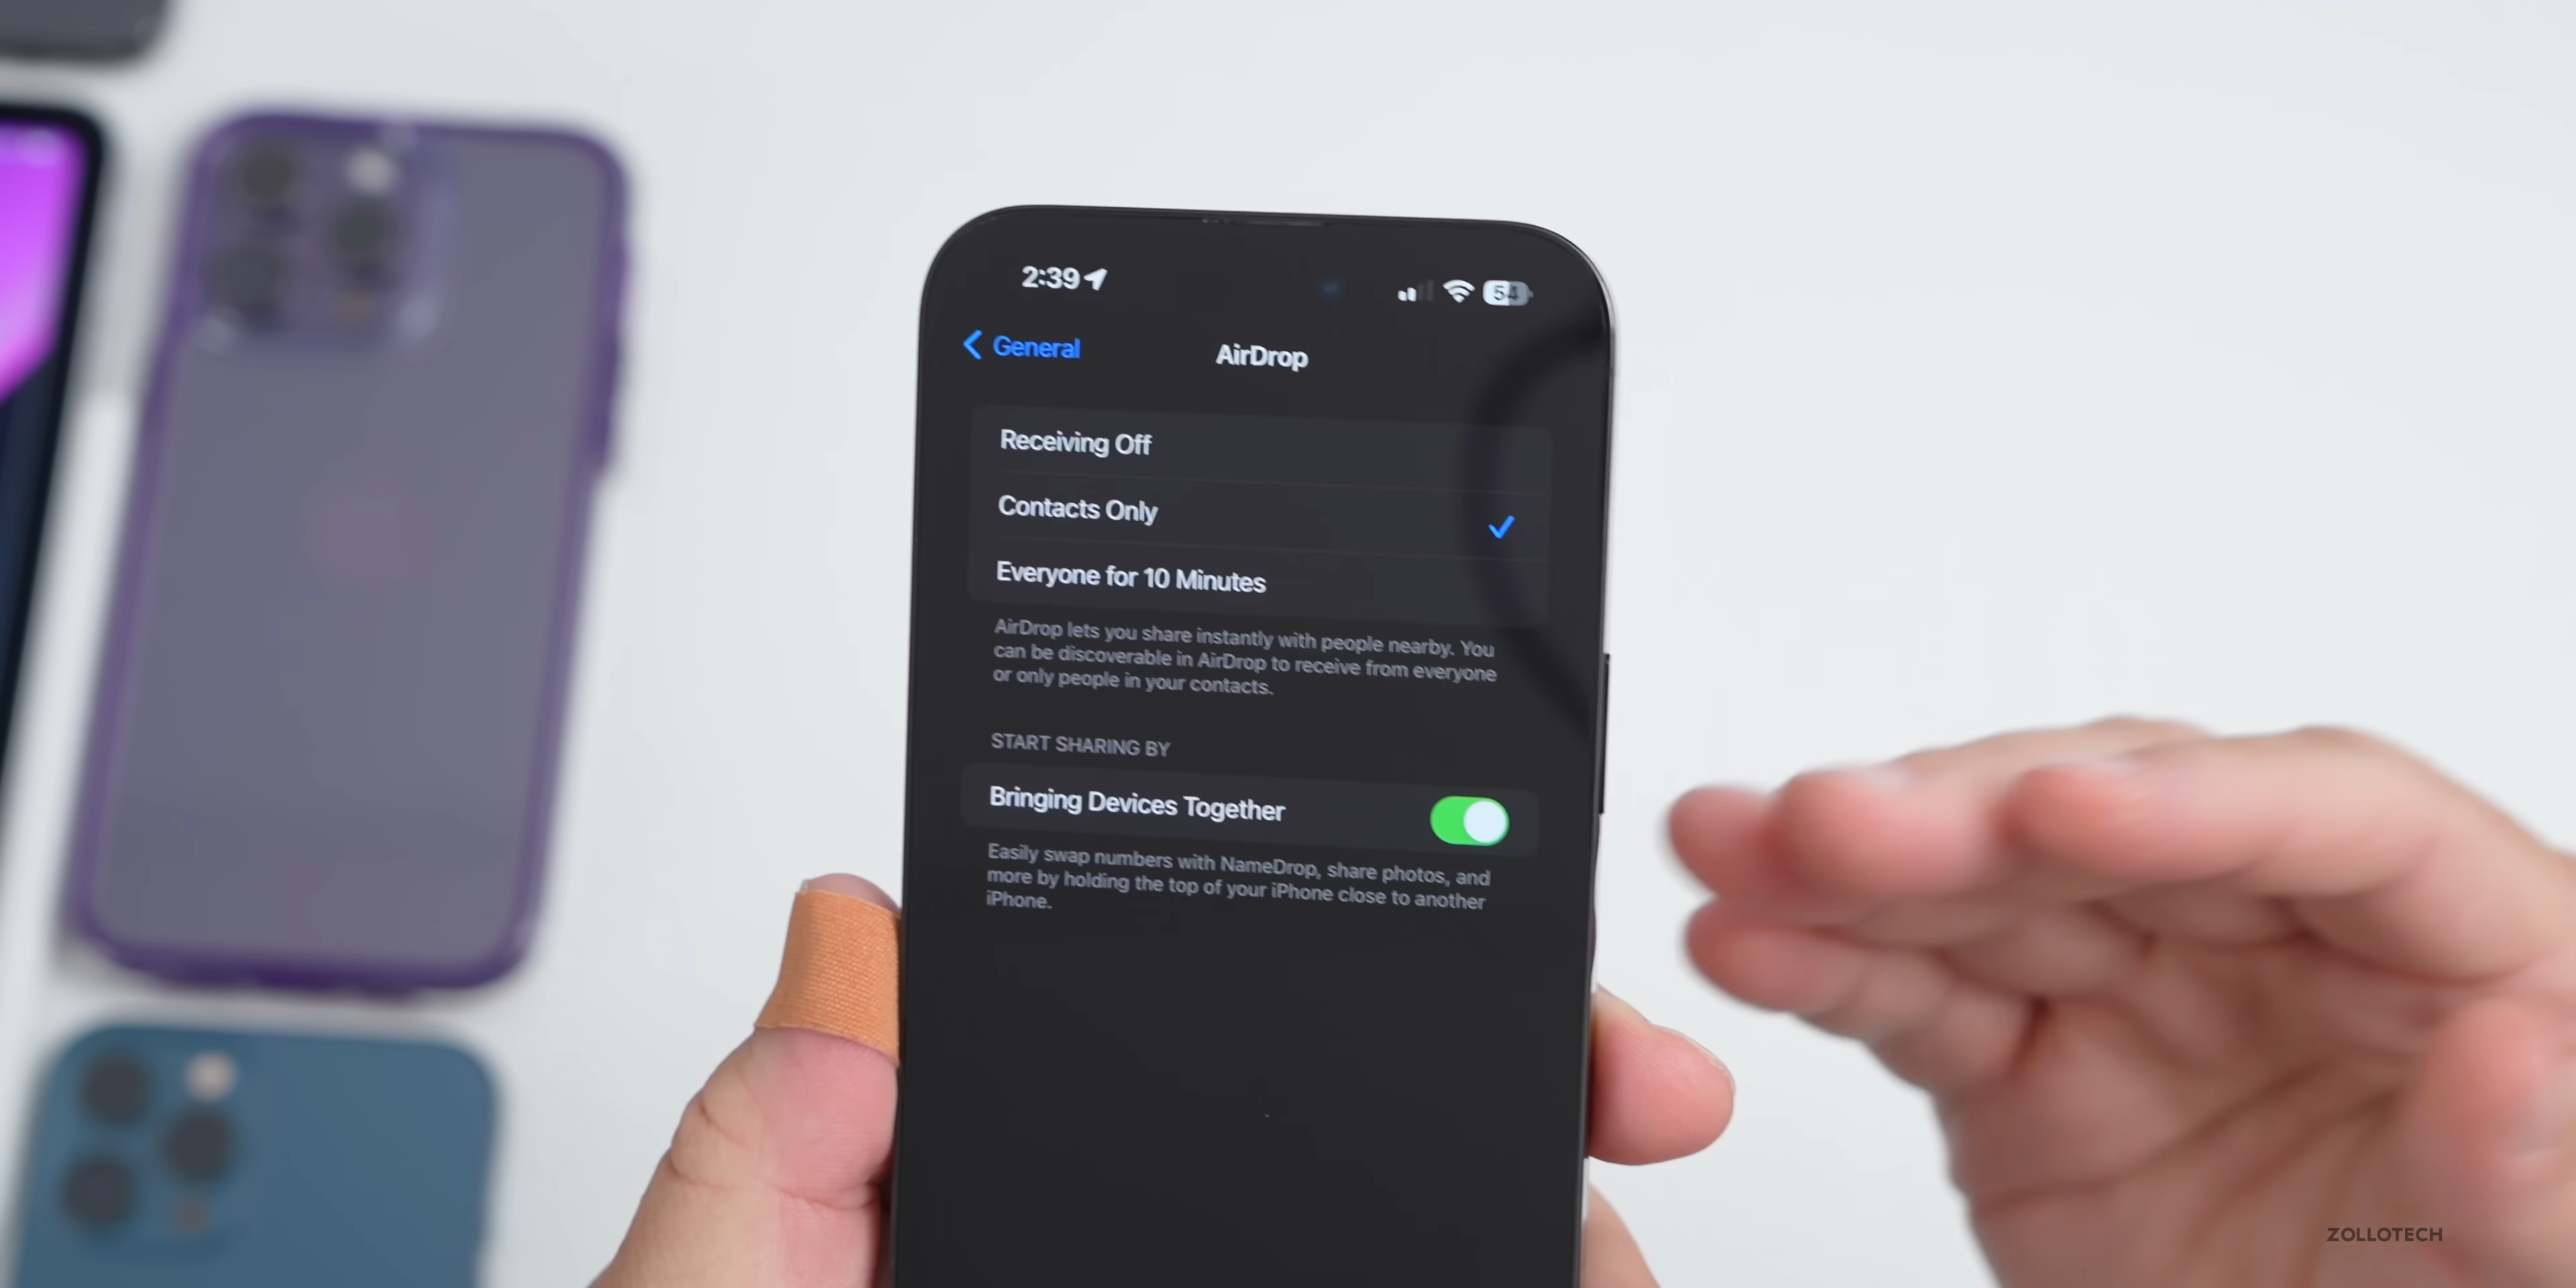 2:39
54
General
AirDrop
Receiving Off
Contacts Only
Everyone for 10 Minutes
AirDrop lets you share instantly with people nearby. You
can be discoverable in AirDrop to receive from everyone
or only people in your contacts.
START SHARING BY
Bringing Devices Together
Easily swap numbers with NameDrop, share photos, and
more by holding the top of your iPhone close to another
iPhone.
ZOLLOTECH